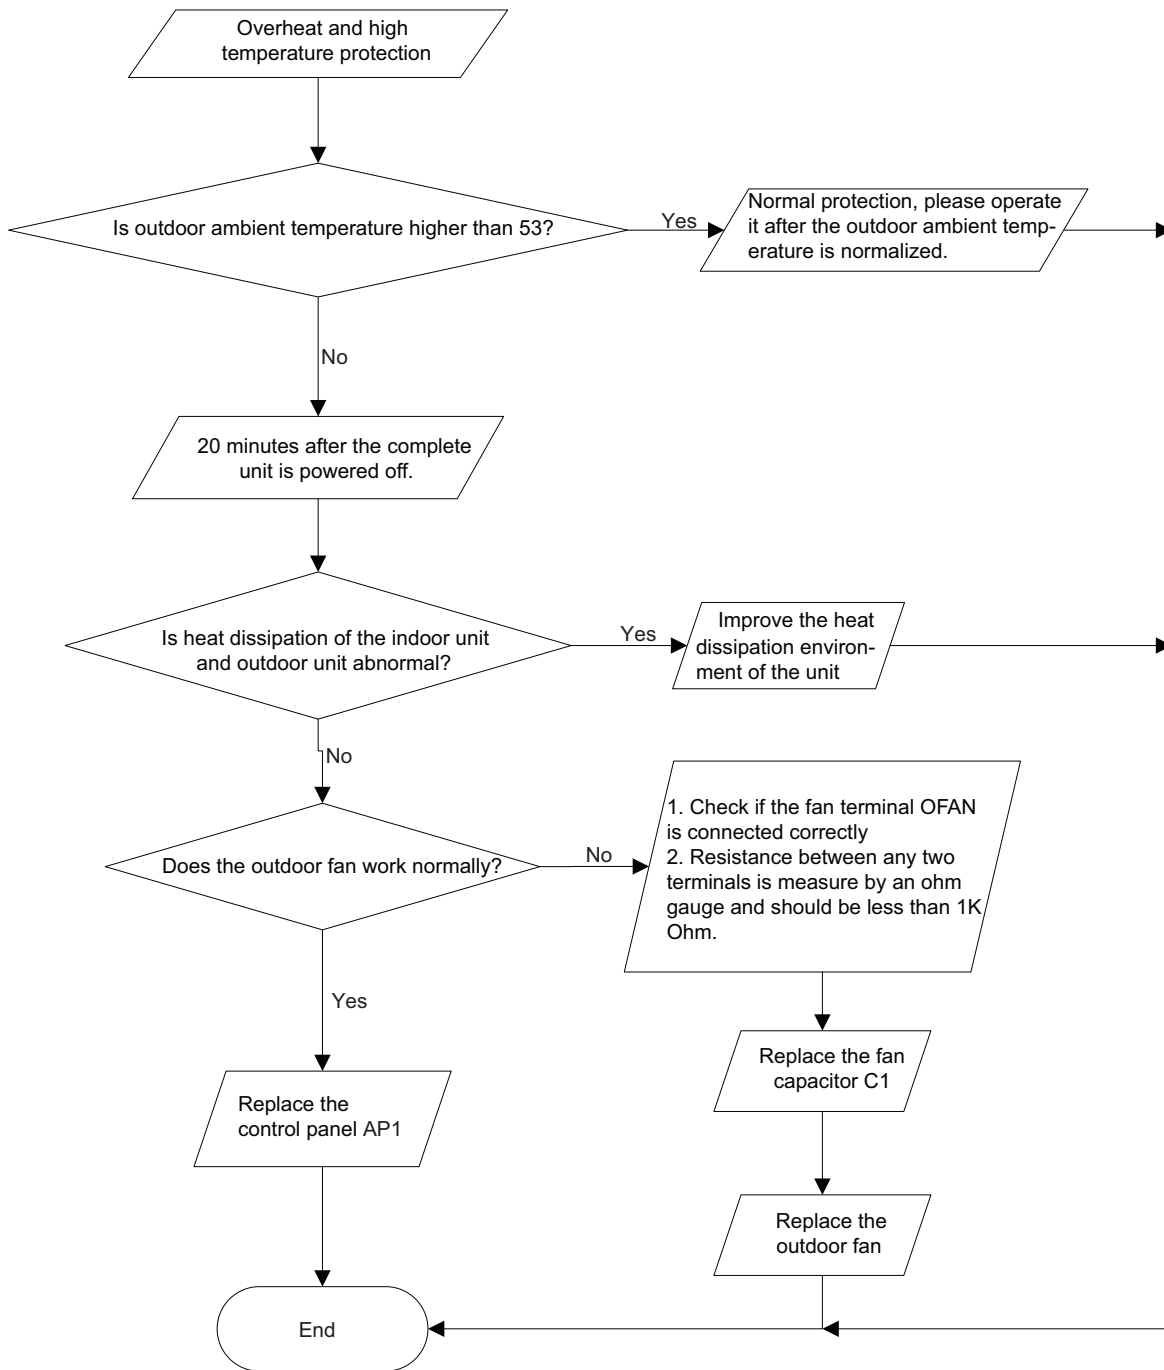 Overheat and high
temperature protection
Is outdoor ambient temperature higher than 53?
Yes
Normal protection, please operate
it after the outdoor ambient temp-
erature is normalized.
No
20 minutes after the complete
unit is powered off.
Is heat dissipation of the indoor unit
and outdoor unit abnormal?
Yes
Improve the heat
dissipation environ-
ment of the unit
No
Does the outdoor fan work normally?
No
1. Check if the fan terminal OFAN
is connected correctly
2. Resistance between any two
terminals is measure by an ohm
gauge and should be less than 1K
Ohm.
Yes
Replace the fan
capacitor C1
Replace the
control panel AP1
Replace the
outdoor fan
End